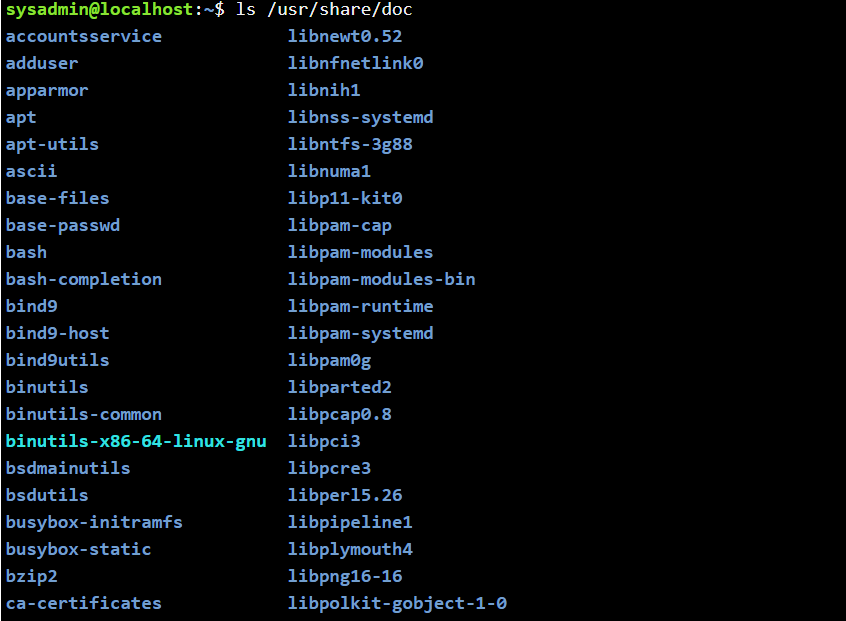 sysadmin@localhost:~$ ls /usr/share/doc
accountsservice libnewt0.52
adduser libnfnetlink0
apparmor libnih1
apt libnss-systemd
apt-utils libntfs-3g88
ascii libnuma1
base-files libp11-kit0
base-passwd libpam-cap
bash libpam-modules
bash-completion libpam-modules-bin
bind9 libpam-runtime
bind9-host libpam-systemd
bind9utils libpam0g
binutils libparted2
binutils-common libpcap0.8
binutils-x86-64-linux-gnu libpci3
bsdmainutils libpcre3
bsdutils libperl5.26
busybox-initramfs libpipeline1
busybox-static libplymouth4
bzip2 libpng16-16
ca-certificates libpolkit-gobject-1-0